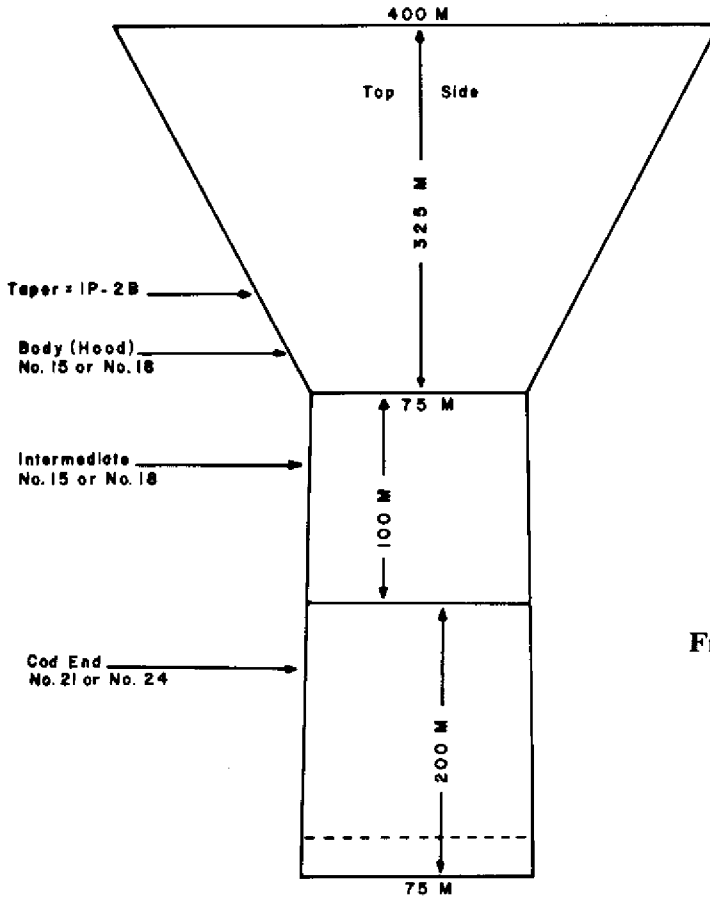 400 M
Top Side
325 M
Taper = 1P-2B
Body (Hood)
No. 15 or No. 18
75 M
Intermediate
No. 15 or No. 18
100 M
Cod End
No. 21 or No. 24
200 M
75 M